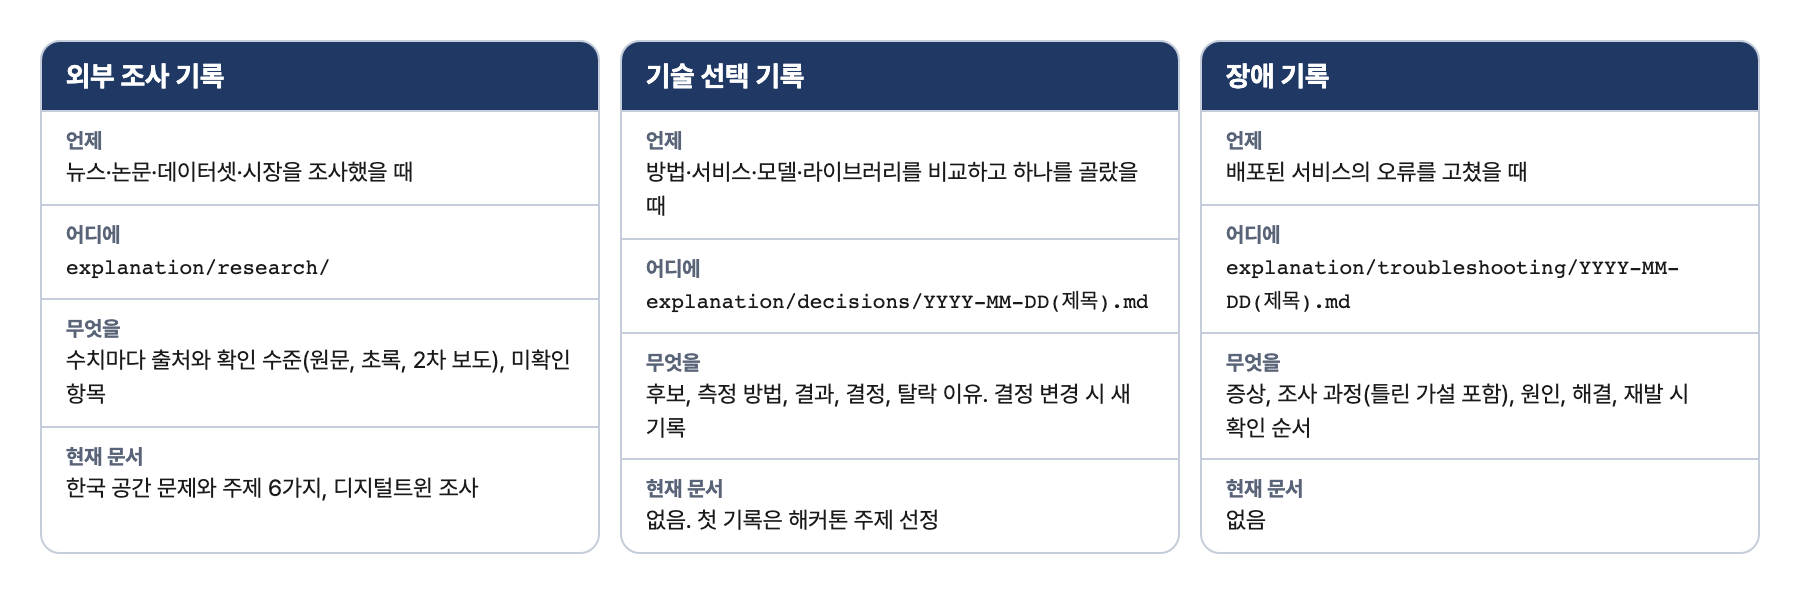 외부 조사 기록
언제
뉴스·논문·데이터셋·시장을 조사했을 때
어디에
explanation/research/
무엇을
수치마다 출처와 확인 수준(원문, 초록, 2차 보도), 미확인
항목
현재 문서
한국 공간 문제와 주제 6가지, 디지털트윈 조사
기술 선택 기록
언제
방법·서비스·모델·라이브러리를 비교하고 하나를 골랐을
때
어디에
explanation/decisions/YYYY-MM-DD(제목).md
무엇을
후보, 측정 방법, 결과, 결정, 탈락 이유. 결정 변경 시 새
기록
현재 문서
없음. 첫 기록은 해커톤 주제 선정
장애 기록
언제
배포된 서비스의 오류를 고쳤을 때
어디에
explanation/troubleshooting/YYYY-MM-
DD(제목).md
무엇을
증상, 조사 과정(틀린 가설 포함), 원인, 해결, 재발 시
확인 순서
현재 문서
없음